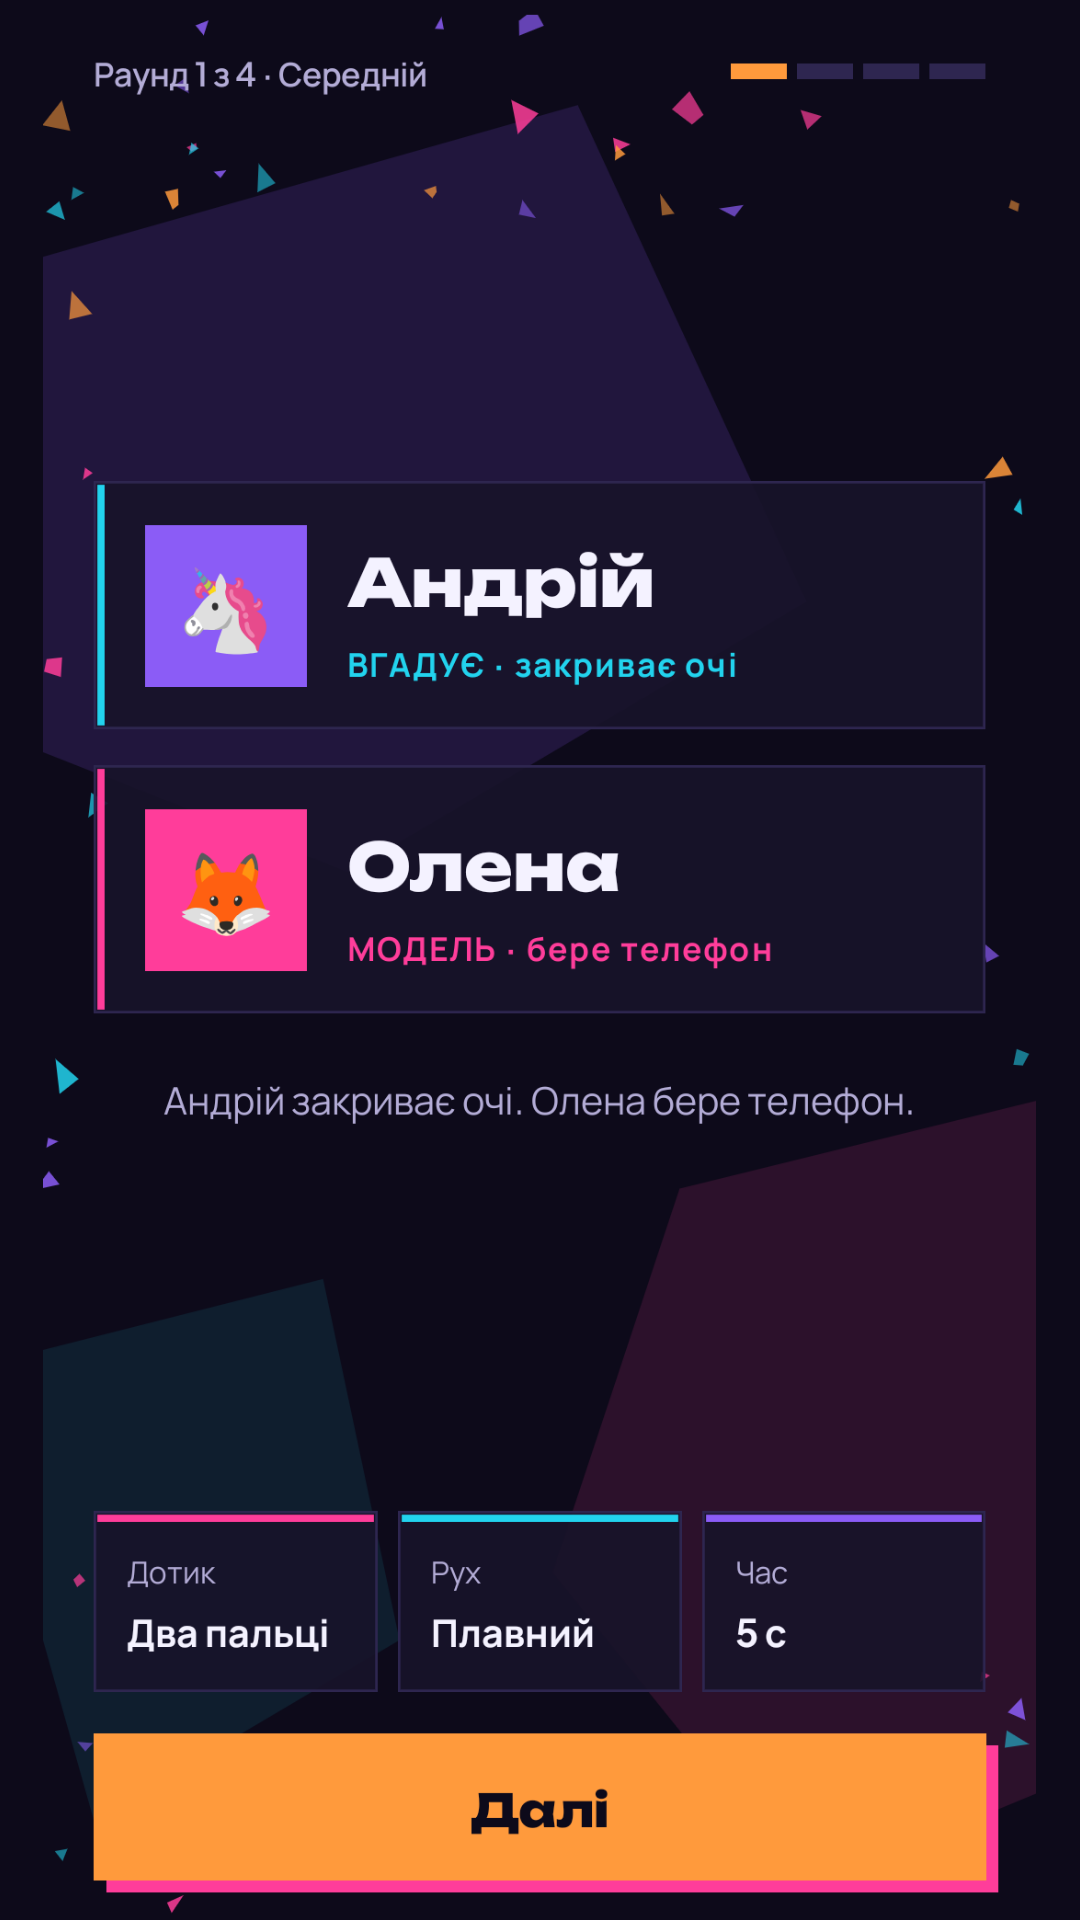 Раунд 1 з 4 · Середній
Андрій
ВГАДУЄ · закриває очі
Олена
МОДЕЛЬ · бере телефон
Андрій закриває очі. Олена бере телефон.
Дотик
Два пальці
Рух
Плавний
Час
5 с
Далі